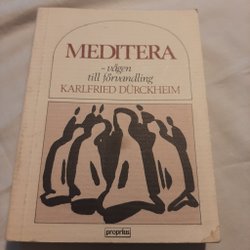 MEDITERA
- vägen
till förvandling
KARLFRIED DÜRCKHEIM
proprius